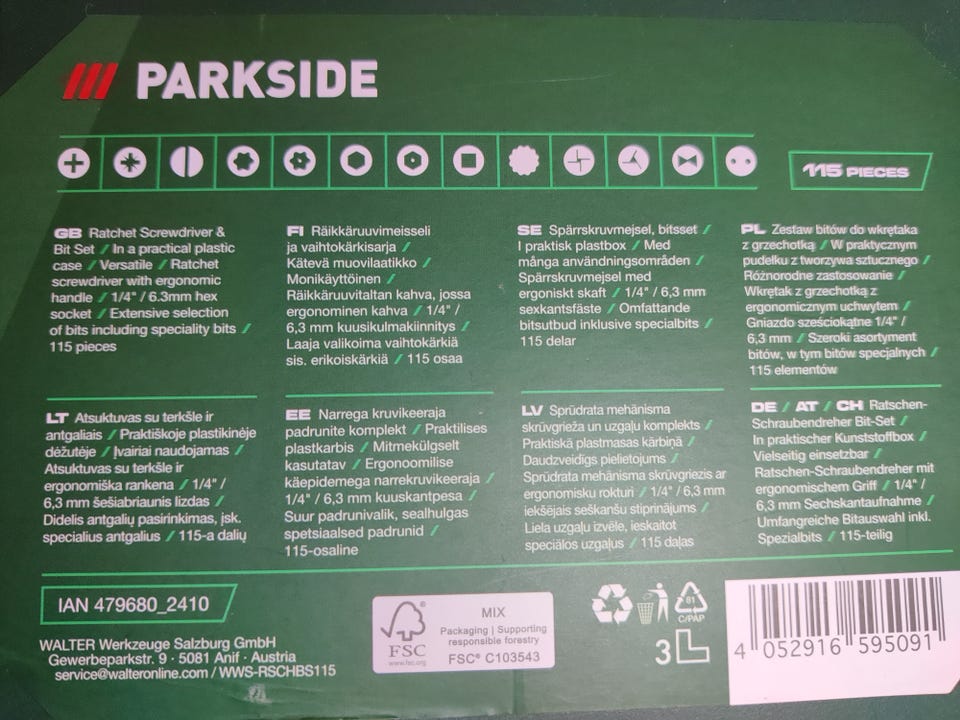 PARKSIDE
115 PIECES
GB Ratchet Screwdriver &
Bit Set / In a practical plastic
case / Versatile / Ratchet
screwdriver with ergonomic
handle / 1/4" / 6.3mm hex
socket / Extensive selection
of bits including speciality bits /
115 pieces
FI Räikkäruuvimeisseli
ja vaihtokärkisarja /
Kätevä muovilaatikko /
Monikäyttöinen /
Räikkäruuvitaltan kahva, jossa
ergonominen kahva / 1/4" /
6,3 mm kuusikulmakiinnitys /
Laaja valikoima vaihtokärkiä
sis. erikoiskärkiä / 115 osaa
SE Spärrskruvmejsel, bitsset /
I praktisk plastbox / Med
många användningsområden /
Spärrskruvmejsel med
ergoniskt skaft / 1/4" / 6,3 mm
sexkantsfäste / Omfattande
bitsutbud inklusive specialbits /
115 delar
PL Zestaw bitów do wkrętaka
z grzechotką / W praktycznym
pudełku z tworzywa sztucznego /
Różnorodne zastosowanie /
Wkrętak z grzechotką z
ergonomicznym uchwytem /
Gniazdo sześciokątne 1/4" /
6,3 mm / Szeroki asortyment
bitów, w tym bitów specjalnych /
115 elementów
LT Atsuktuvas su terkšle ir
antgaliais / Praktiškoje plastikinėje
dėžutėje / Įvairiai naudojamas /
Atsuktuvas su terkšle ir
ergonomiška rankena / 1/4" /
6,3 mm šešiabriaunis lizdas /
Didelis antgalių pasirinkimas, įsk.
specialius antgalius / 115-a dalių
EE Narrega kruvikeeraja
padrunite komplekt / Praktilises
plastkarbis / Mitmekülgselt
kasutatav / Ergonoomilise
käepidemega narrekruvikeeraja /
1/4" / 6,3 mm kuuskantpesa /
Suur padrunivalik, sealhulgas
spetsiaalsed padrunid /
115-osaline
LV Sprūdrata mehānisma
skrūvgrieža un uzgaļu komplekts /
Praktiskā plastmasas kārbiņā /
Daudzveidīgs pielietojums /
Sprūdrata mehānisma skrūvgriezis ar
ergonomisku rokturi / 1/4" / 6,3 mm
iekšējais seškanšu stiprinājums /
Liela uzgaļu izvēle, ieskaitot
speciālos uzgaļus / 115 daļas
DE / AT / CH Ratschen-
Schraubendreher Bit-Set /
In praktischer Kunststoffbox /
Vielseitig einsetzbar /
Ratschen-Schraubendreher mit
ergonomischem Griff / 1/4" /
6,3 mm Sechskantaufnahme /
Umfangreiche Bitauswahl inkl.
Spezialbits / 115-teilig
IAN 479680_2410
WALTER Werkzeuge Salzburg GmbH
Gewerbeparkstr. 9 · 5081 Anif · Austria
service@walteronline.com / WWS-RSCHBS115
FSC
www.fsc.org
MIX
Packaging | Supporting
responsible forestry
FSC® C103543
81
C/PAP
3
4 052916 595091